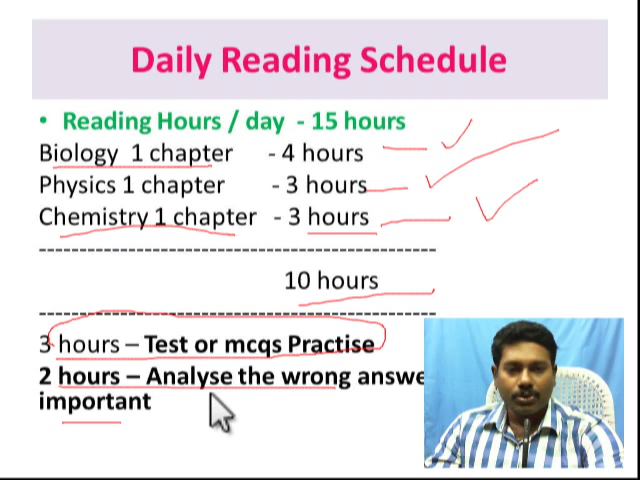 Daily Reading Schedule
• Reading Hours / day - 15 hours
Biology 1 chapter - 4 hours
Physics 1 chapter - 3 hours
Chemistry 1 chapter - 3 hours
-------------------------------------------------
10 hours
-------------------------------------------------
3 hours – Test or mcqs Practise
2 hours – Analyse the wrong answe
important